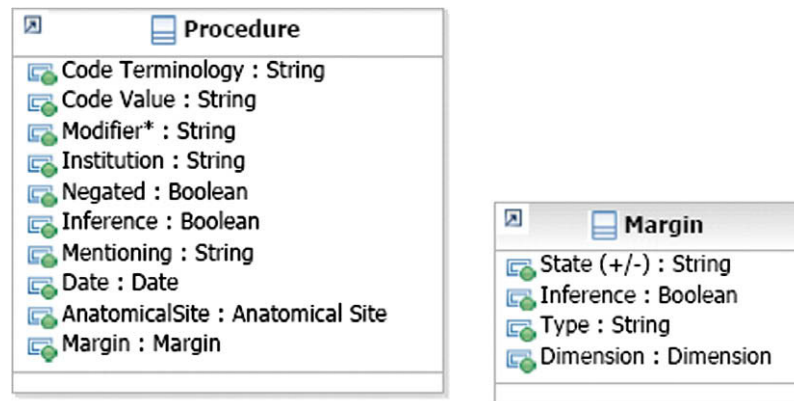 Procedure
Code Terminology : String
Code Value : String
Modifier* : String
Institution : String
Negated : Boolean
Inference : Boolean
Mentioning : String
Date : Date
AnatomicalSite : Anatomical Site
Margin : Margin
Margin
State (+/-) : String
Inference : Boolean
Type : String
Dimension : Dimension